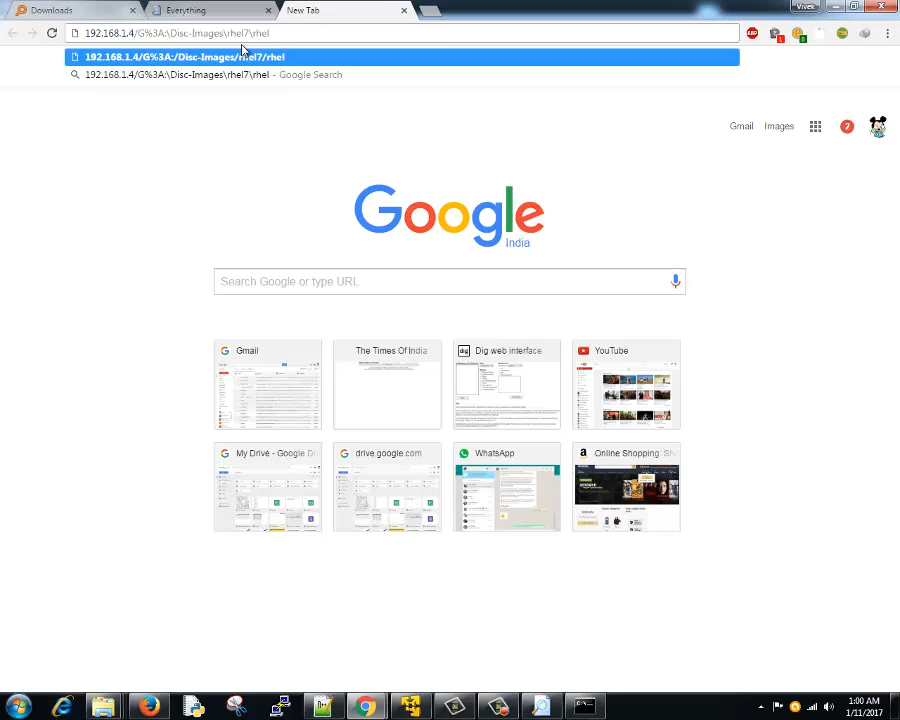 Downloads
Everything
New Tab
Vivek
192.168.1.4/G%3A:\Disc-Images\rhel7\rhel
192.168.1.4/G%3A:/Disc-Images/rhel7/rhel
192.168.1.4/G%3A:\Disc-Images\rhel7\rhel - Google Search
Gmail Images 2
Google
India
Search Google or type URL
Gmail
The Times Of India
dig Dig web interface
YouTube
My Drive - Google Dr
drive.google.com
WhatsApp
Online Shopping: Sh
1:00 AM
1/11/2017